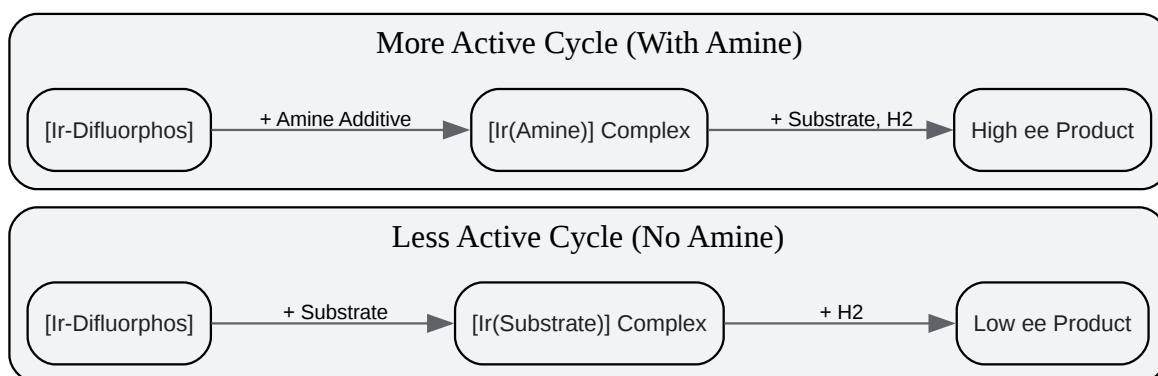 More Active Cycle (With Amine)
[Ir-Difluorphos]
+ Amine Additive
[Ir(Amine)] Complex
+ Substrate, H2
High ee Product
Less Active Cycle (No Amine)
[Ir-Difluorphos]
+ Substrate
[Ir(Substrate)] Complex
+ H2
Low ee Product